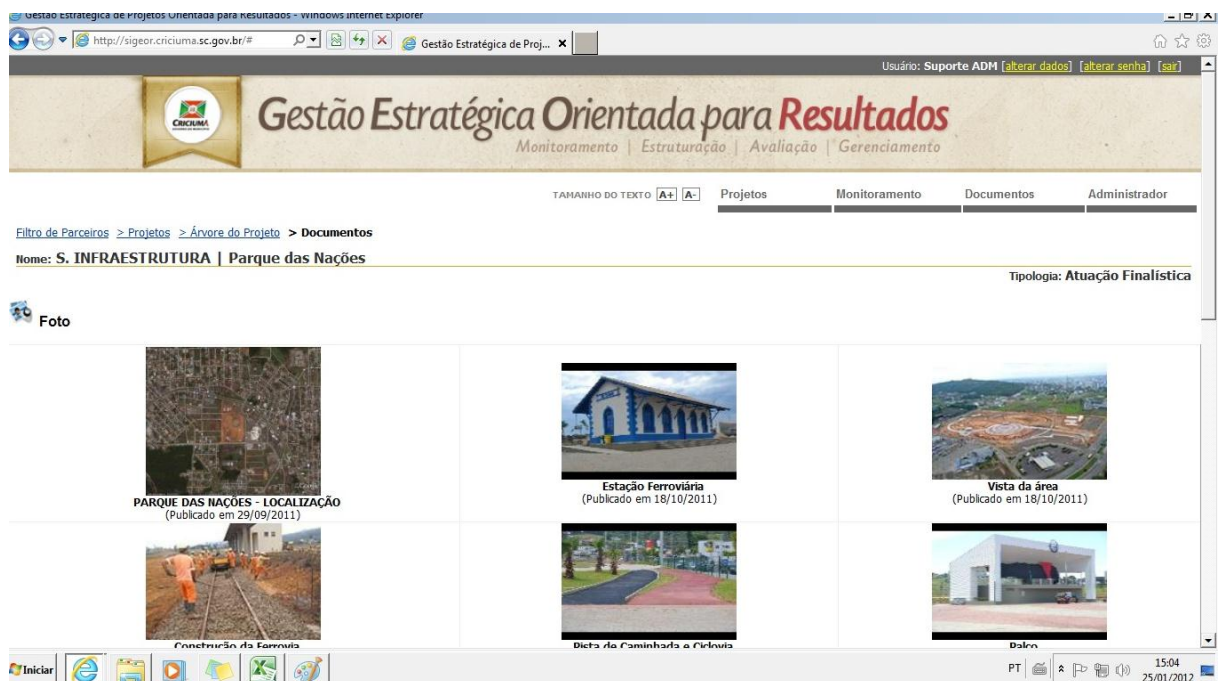 Gestão Estratégica de Projetos Orientada para Resultados - Windows Internet Explorer
http://sigeor.criciuma.sc.gov.br/#
Gestão Estratégica de Proj...
Usuário: Suporte ADM [alterar dados] [alterar senha] [sair]
CRICIUMA
Gestão Estratégica Orientada para Resultados
Monitoramento | Estruturação | Avaliação | Gerenciamento
TAMANHO DO TEXTO A+ A- Projetos Monitoramento Documentos Administrador
Filtro de Parceiros > Projetos > Árvore do Projeto > Documentos
Nome: S. INFRAESTRUTURA | Parque das Nações
Tipologia: Atuação Finalística
Foto
PARQUE DAS NAÇÕES - LOCALIZAÇÃO
(Publicado em 29/09/2011)
Estação Ferroviária
(Publicado em 18/10/2011)
Vista da área
(Publicado em 18/10/2011)
Construção da Ferrovia
Pista de Caminhada e Ciclovia
Palco
Iniciar
PT
15:04
25/01/2012